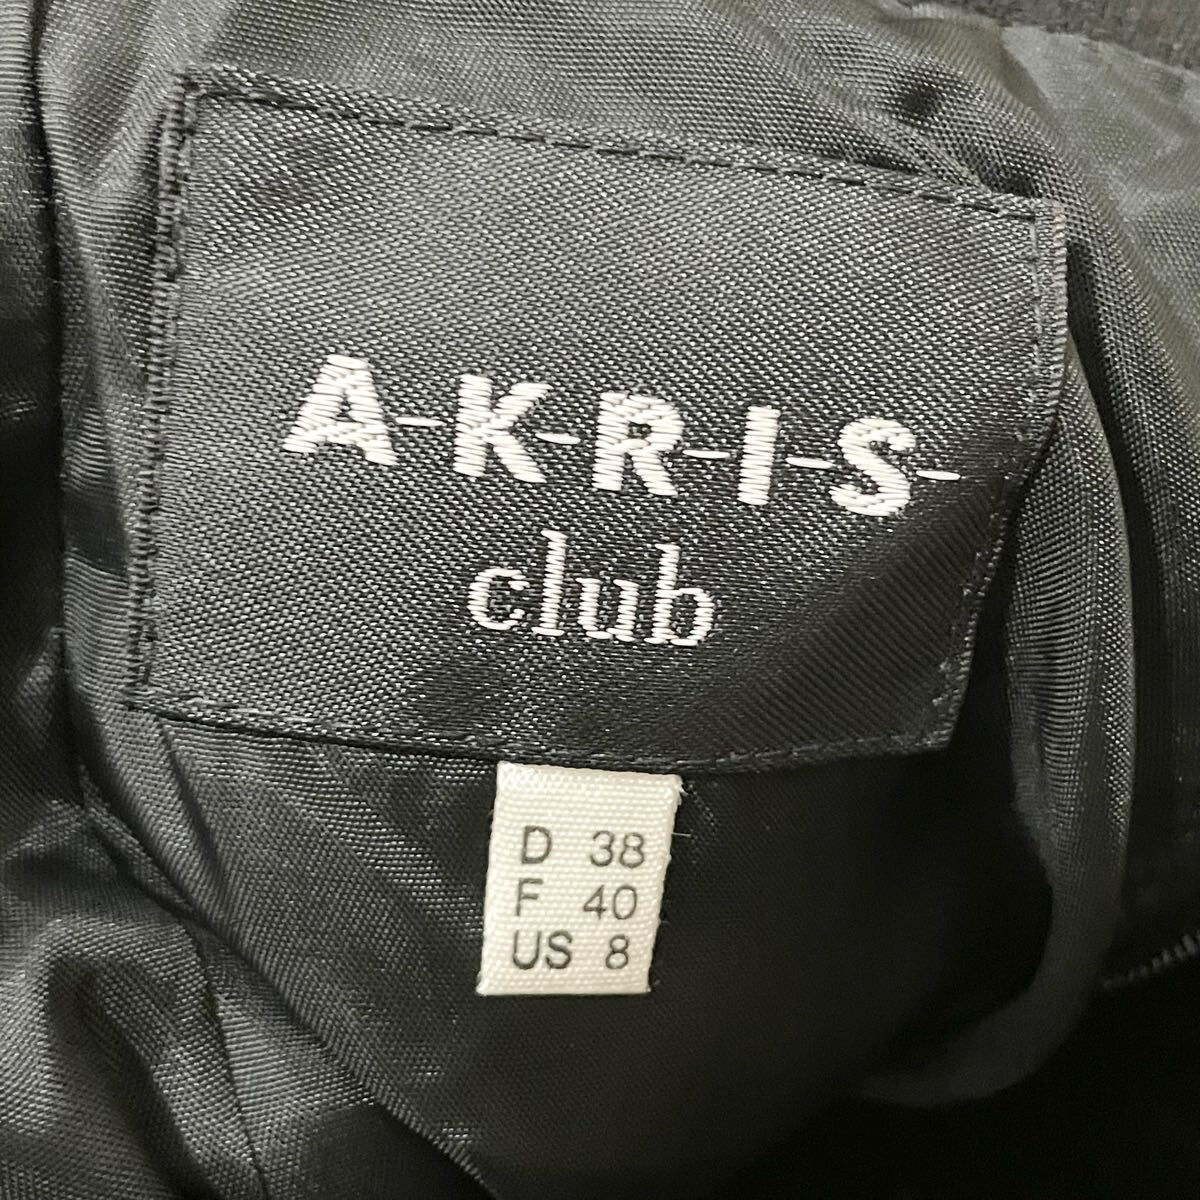 A-K-R-I-S-
club
D 38
F 40
US 8